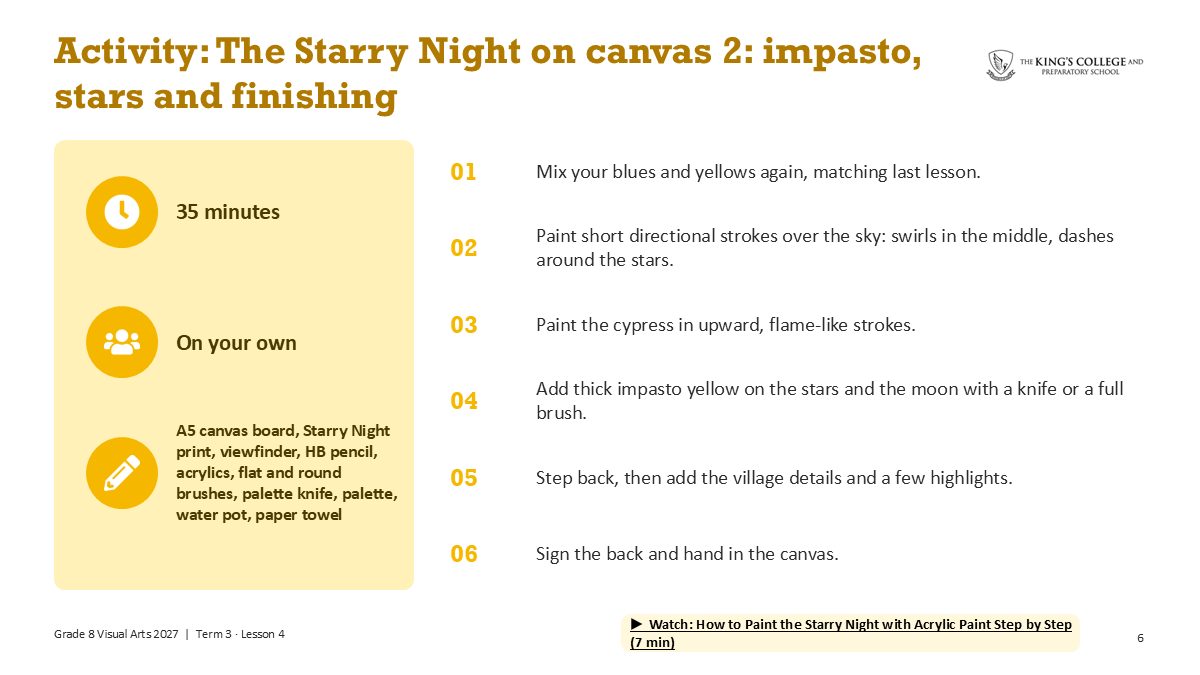 Activity: The Starry Night on canvas 2: impasto,
stars and finishing
THE KING'S COLLEGE AND
PREPARATORY SCHOOL
35 minutes
On your own
A5 canvas board, Starry Night
print, viewfinder, HB pencil,
acrylics, flat and round
brushes, palette knife, palette,
water pot, paper towel
01
Mix your blues and yellows again, matching last lesson.
02
Paint short directional strokes over the sky: swirls in the middle, dashes
around the stars.
03
Paint the cypress in upward, flame-like strokes.
04
Add thick impasto yellow on the stars and the moon with a knife or a full
brush.
05
Step back, then add the village details and a few highlights.
06
Sign the back and hand in the canvas.
Grade 8 Visual Arts 2027 | Term 3 · Lesson 4
▶ Watch: How to Paint the Starry Night with Acrylic Paint Step by Step
(7 min)
6